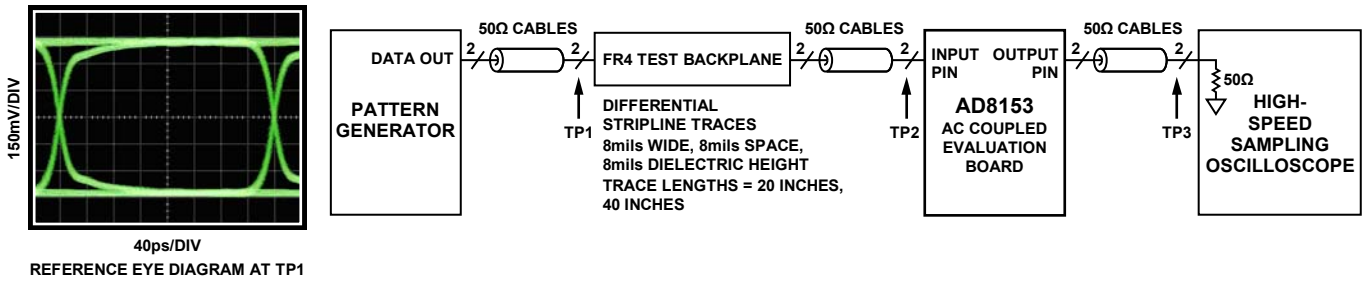 150mV/DIV
40ps/DIV
REFERENCE EYE DIAGRAM AT TP1
DATA OUT
PATTERN
GENERATOR
50Ω CABLES
2
2
TP1
FR4 TEST BACKPLANE
DIFFERENTIAL
STRIPLINE TRACES
8mils WIDE, 8mils SPACE,
8mils DIELECTRIC HEIGHT
TRACE LENGTHS = 20 INCHES,
40 INCHES
50Ω CABLES
2
2
TP2
INPUT OUTPUT
PIN PIN
AD8153
AC COUPLED
EVALUATION
BOARD
50Ω CABLES
2
2
TP3
50Ω
HIGH-
SPEED
SAMPLING
OSCILLOSCOPE